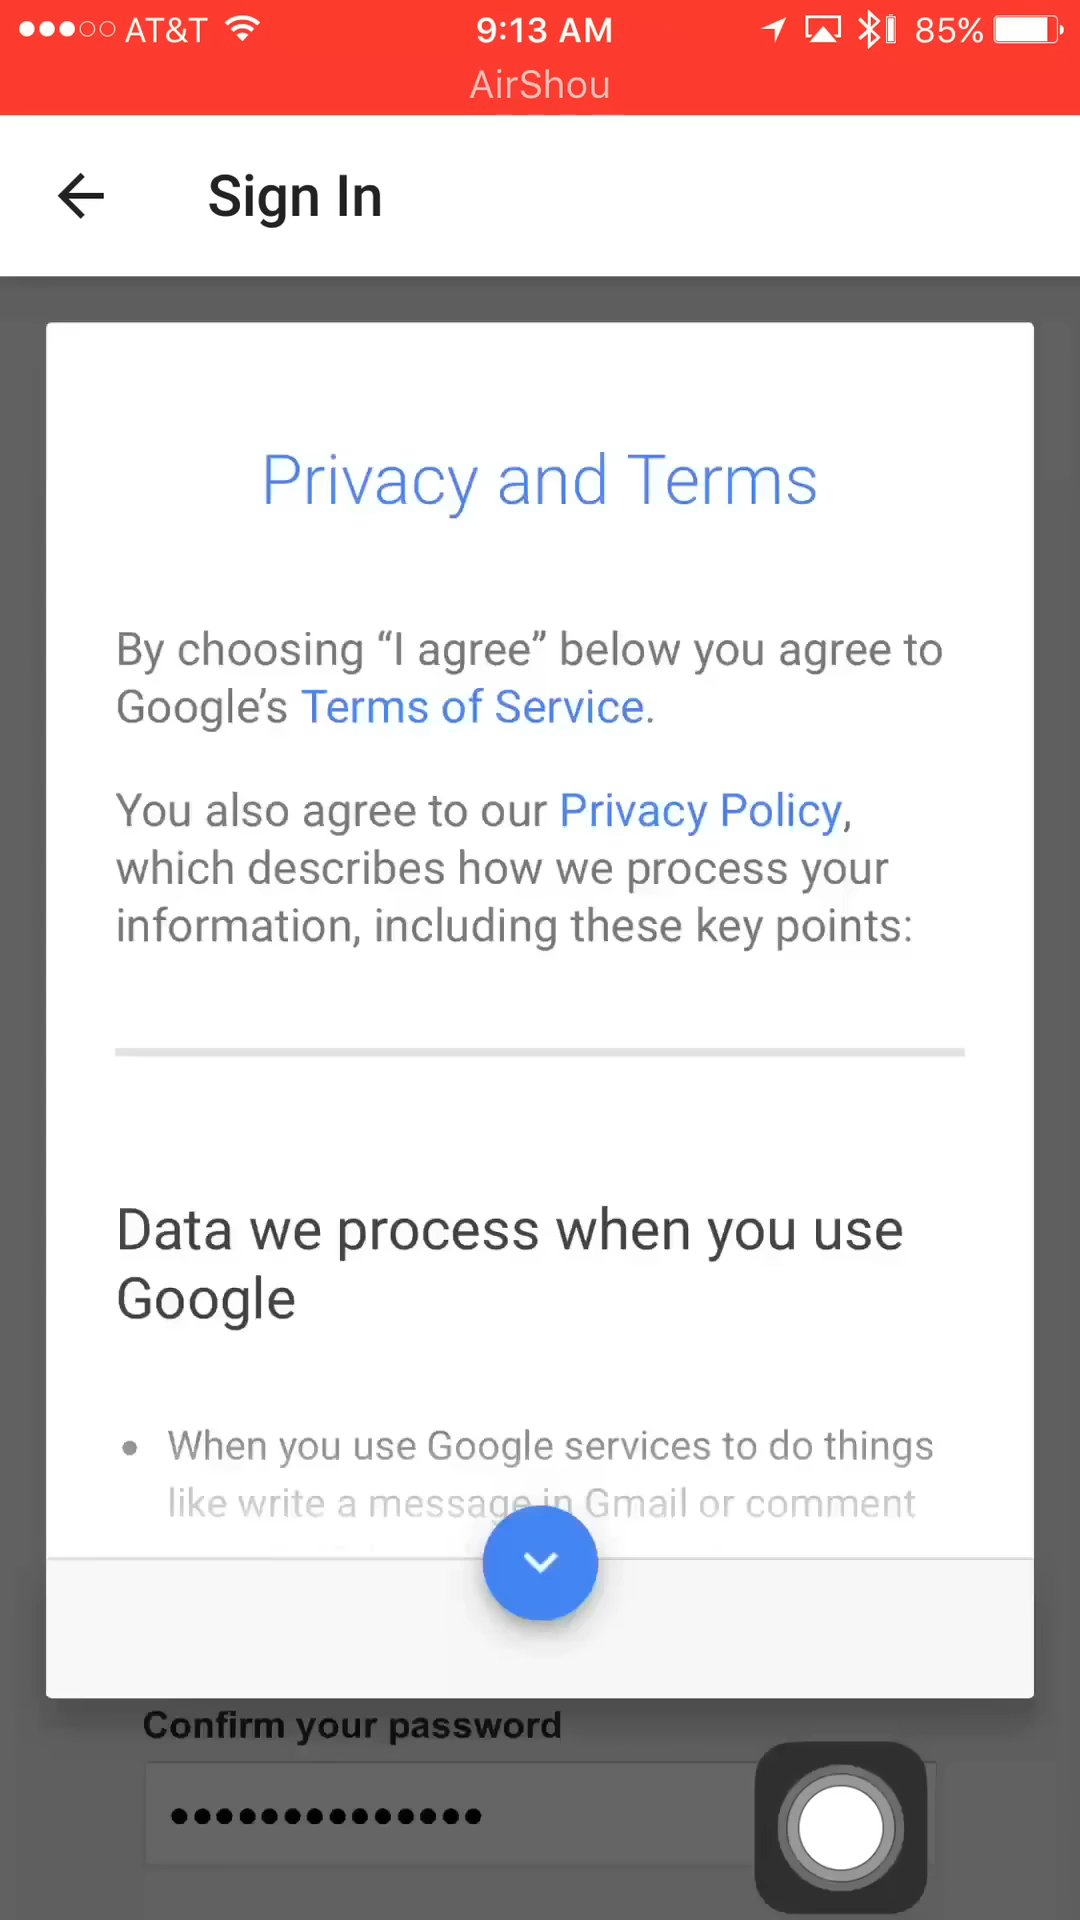 AT&T 9:13 AM 85%
AirShou
Sign In
Privacy and Terms
By choosing “I agree” below you agree to
Google’s Terms of Service.
You also agree to our Privacy Policy,
which describes how we process your
information, including these key points:
Data we process when you use
Google
• When you use Google services to do things
like write a message in Gmail or comment
Confirm your password
••••••••••••••